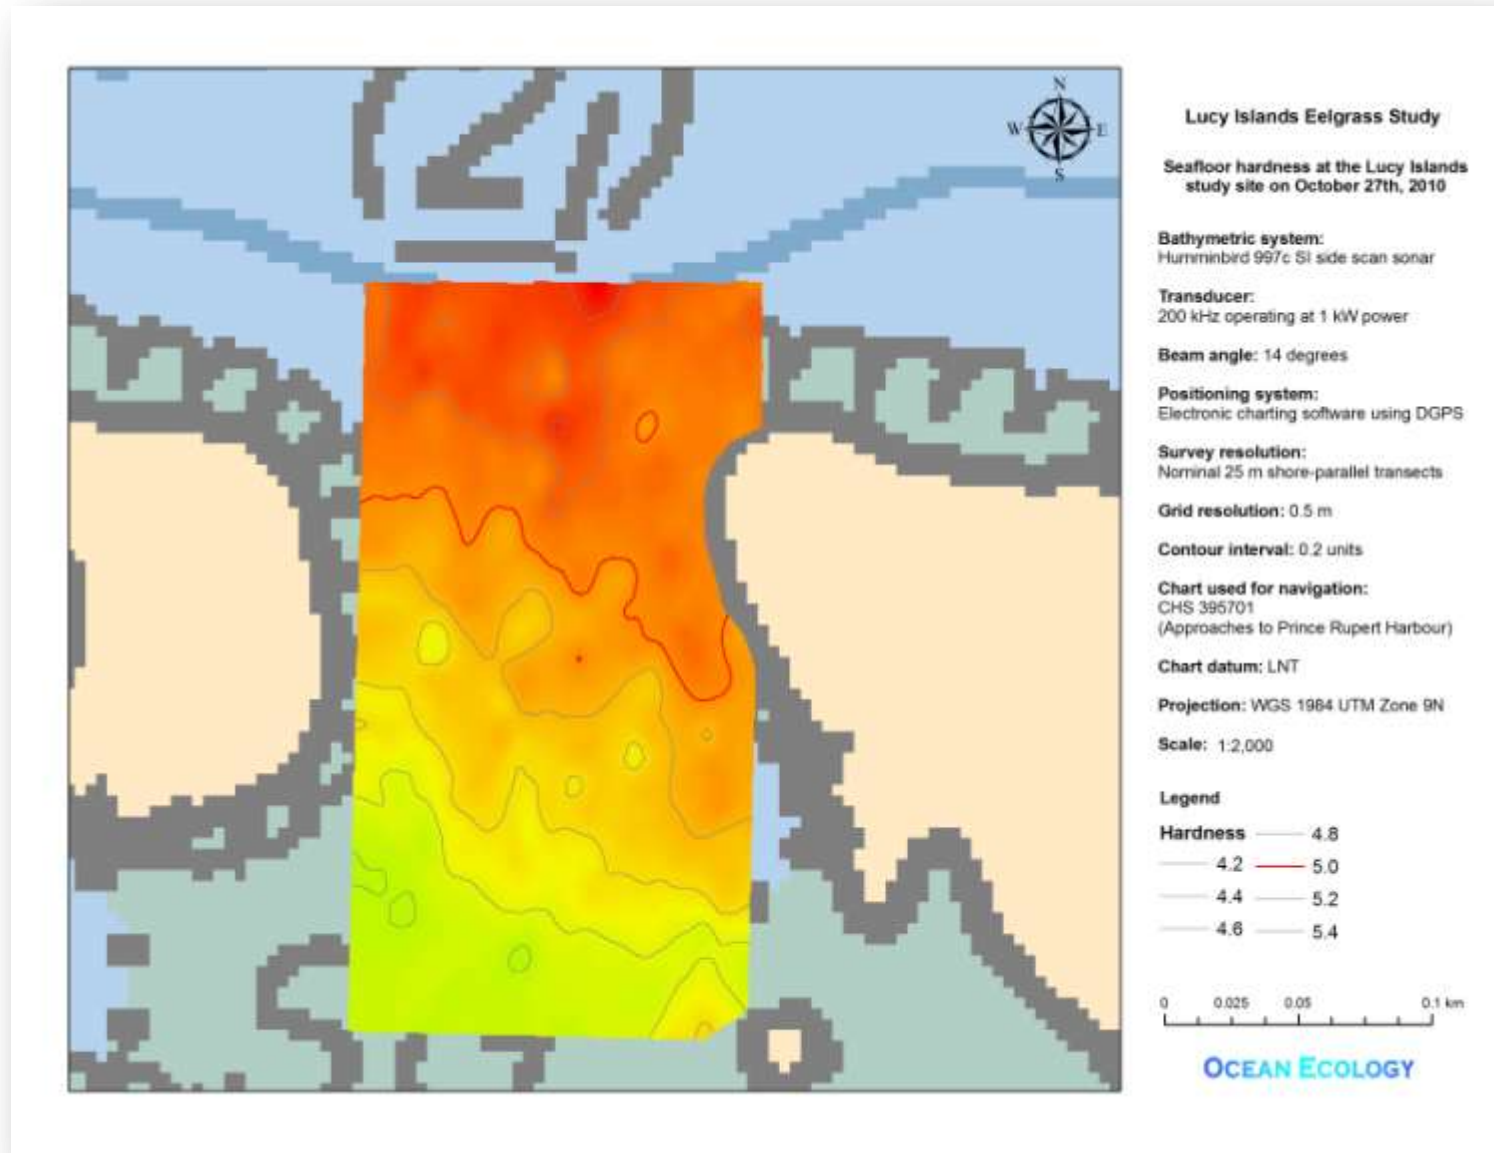 N
W E
S
Lucy Islands Eelgrass Study
Seafloor hardness at the Lucy Islands
study site on October 27th, 2010
Bathymetric system:
Humminbird 997c SI side scan sonar
Transducer:
200 kHz operating at 1 kW power
Beam angle: 14 degrees
Positioning system:
Electronic charting software using DGPS
Survey resolution:
Nominal 25 m shore-parallel transects
Grid resolution: 0.5 m
Contour interval: 0.2 units
Chart used for navigation:
CHS 395701
(Approaches to Prince Rupert Harbour)
Chart datum: LNT
Projection: WGS 1984 UTM Zone 9N
Scale: 1:2,000
Legend
Hardness 4.8
4.2 5.0
4.4 5.2
4.6 5.4
0 0.025 0.05 0.1 km
OCEAN ECOLOGY